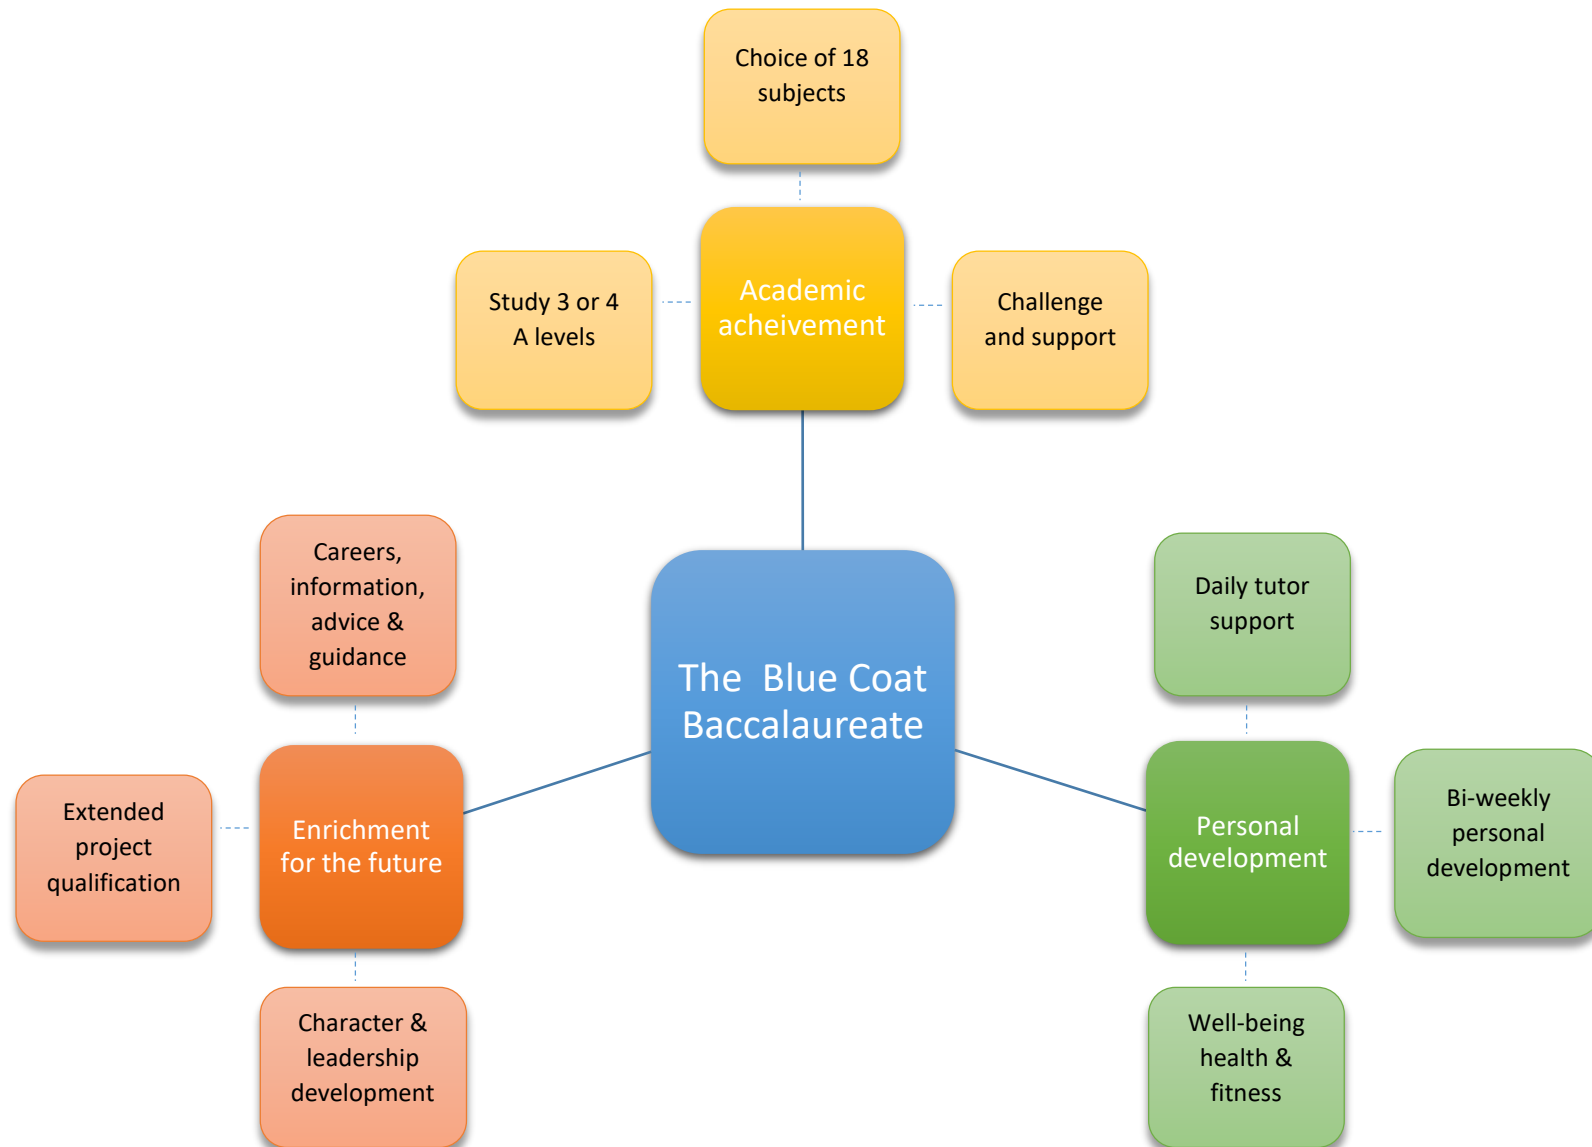 Choice of 18
subjects
Study 3 or 4
A levels
Academic
acheivement
Challenge
and support
Careers,
information,
advice &
guidance
Daily tutor
support
The  Blue Coat
Baccalaureate
Extended
project
qualification
Enrichment
for the future
Personal
development
Bi-weekly
personal
development
Character &
leadership
development
Well-being
health &
fitness